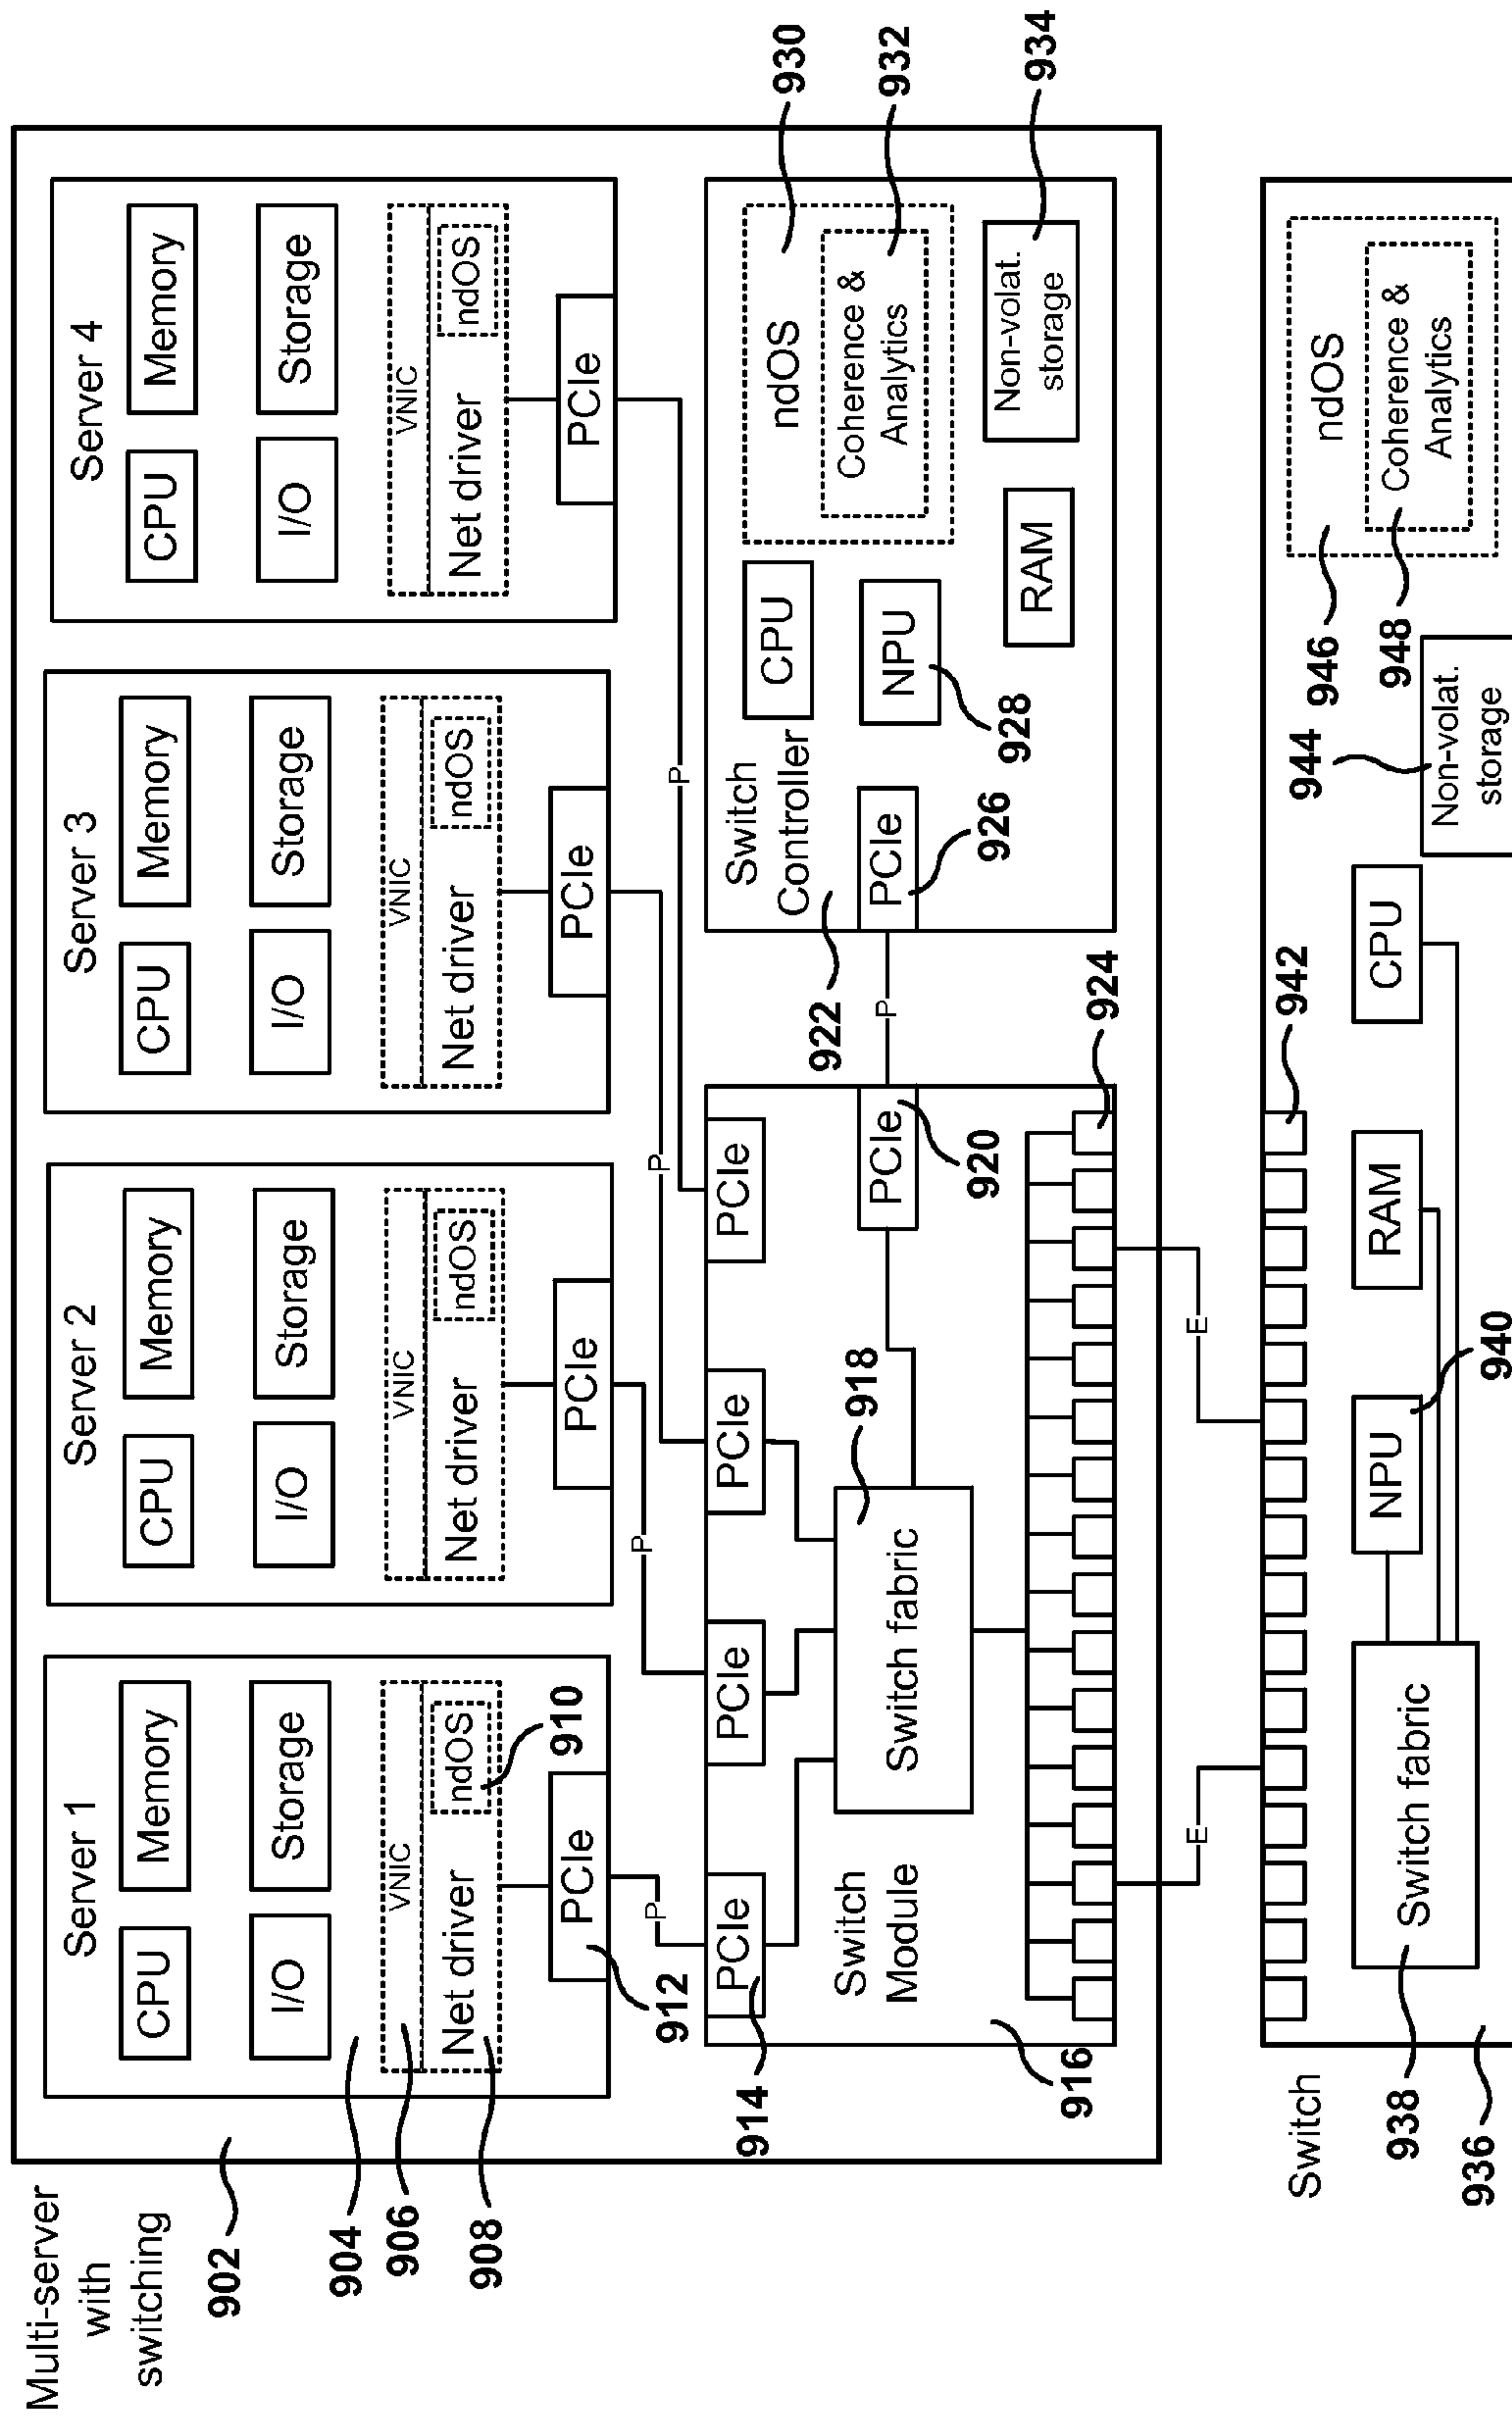 Multi-server
with
switching
902
904
906
908
Server 1
CPU
Memory
I/O
Storage
VNIC
Net driver
ndOS
910
PCIe
912
Server 2
CPU
Memory
I/O
Storage
VNIC
Net driver
ndOS
PCIe
Server 3
CPU
Memory
I/O
Storage
VNIC
Net driver
ndOS
PCIe
Server 4
CPU
Memory
I/O
Storage
VNIC
Net driver
ndOS
PCIe
P
P
P
P
PCIe
PCIe
PCIe
PCIe
914
Switch
Module
916
Switch fabric
918
PCIe
920
P
924
Switch
Controller
922
PCIe
926
CPU
NPU
928
RAM
ndOS
930
Coherence &
Analytics
932
Non-volat.
storage
934
E
E
Switch
936
Switch fabric
938
NPU
940
RAM
CPU
942
Non-volat.
storage
944
ndOS
946
Coherence &
Analytics
948